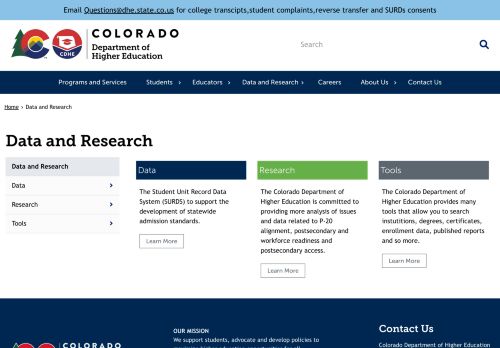 Email Questions@dhe.state.co.us for college transcipts,student complaints,reverse transfer and SURDs consents
COLORADO
Department of
Higher Education
CDHE
Search
Programs and Services Students Educators Data and Research Careers About Us Contact Us
Home > Data and Research
Data and Research
Data and Research
Data
Research
Tools
Data
The Student Unit Record Data
System (SURDS) to support the
development of statewide
admission standards.
Learn More
Research
The Colorado Department of
Higher Education is committed to
providing more analysis of issues
and data related to P-20
alignment, postsecondary and
workforce readiness and
postsecondary access.
Learn More
Tools
The Colorado Department of
Higher Education provides many
tools that allow you to search
instutitions, degrees, certificates,
enrollment data, published reports
and so more.
Learn More
COLORADO
OUR MISSION
We support students, advocate and develop policies to
Contact Us
Colorado Department of Higher Education